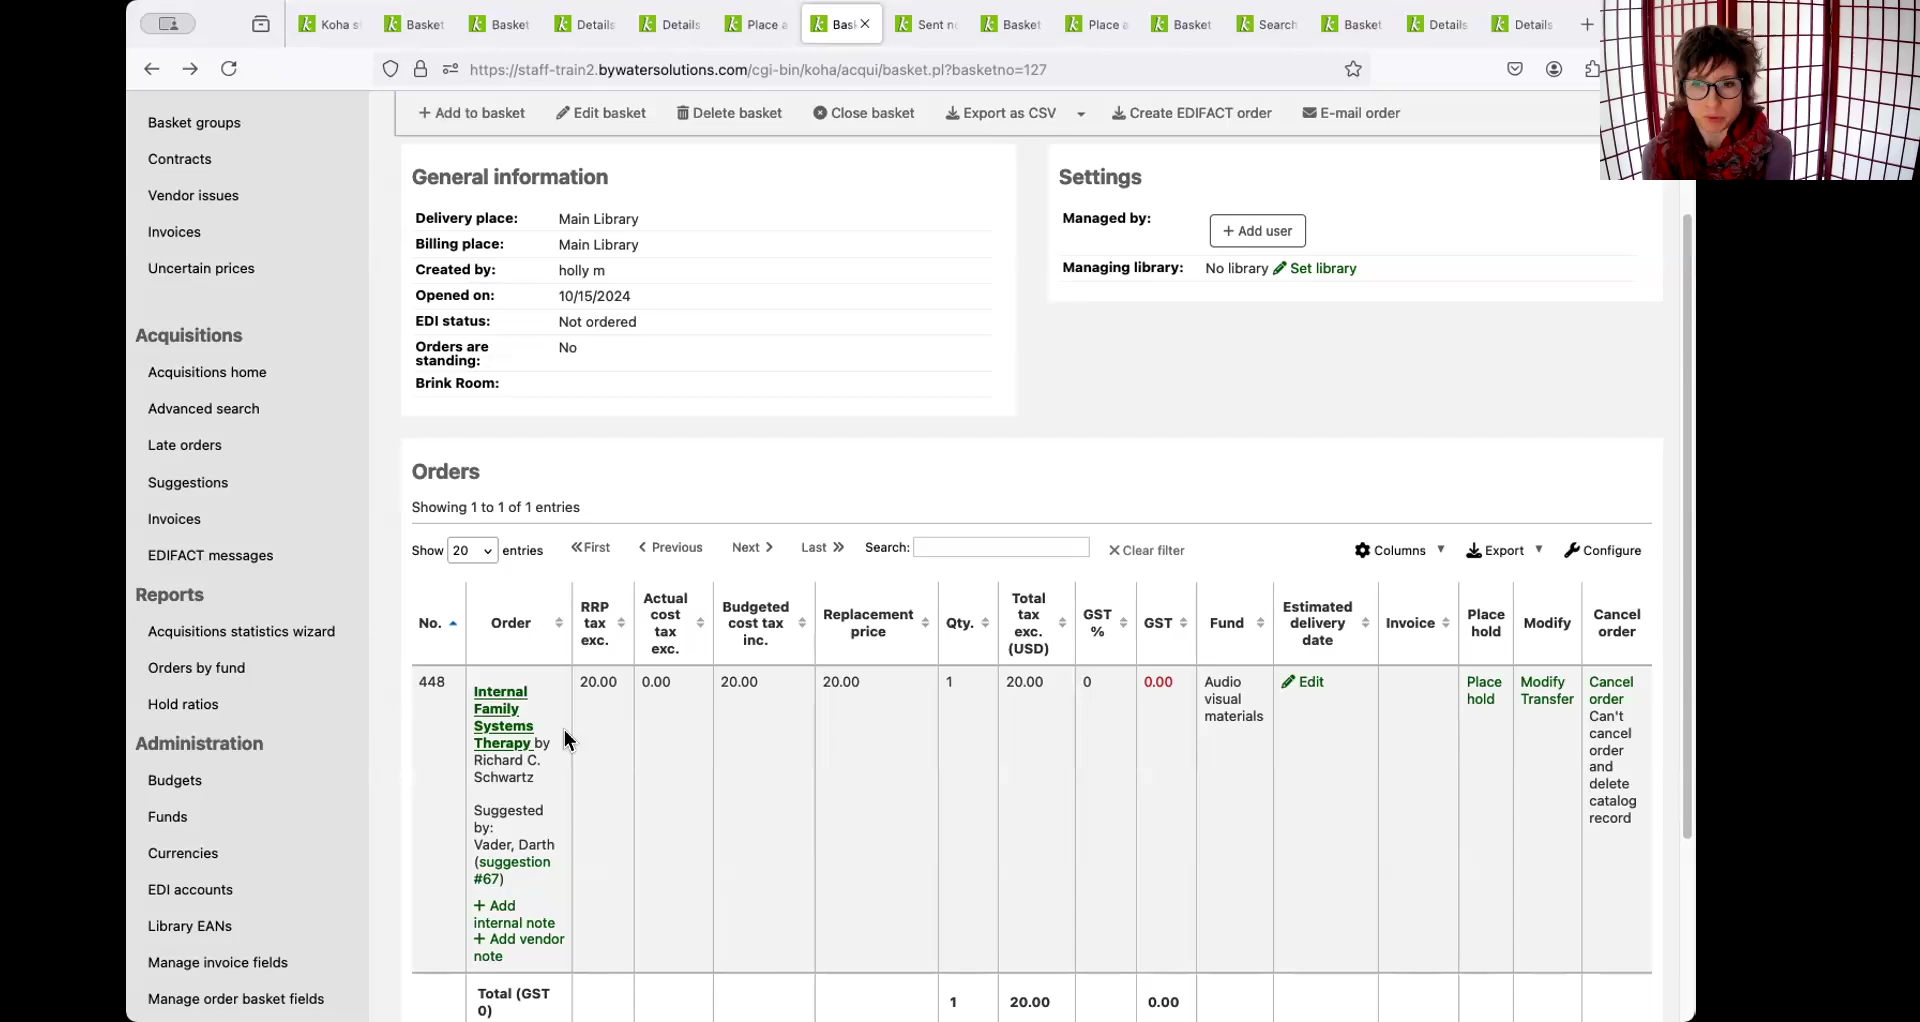 Koha s
Basket
Basket
Details
Details
Place a
Bas
Sent n
Basket
Place a
Basket
Search
Basket
Details
Details
https://staff-train2.bywatersolutions.com/cgi-bin/koha/acqui/basket.pl?basketno=127
+ Add to basket
Edit basket
Delete basket
Close basket
Export as CSV
Create EDIFACT order
E-mail order
Basket groups
Contracts
Vendor issues
Invoices
Uncertain prices
Acquisitions
Acquisitions home
Advanced search
Late orders
Suggestions
Invoices
EDIFACT messages
Reports
Acquisitions statistics wizard
Orders by fund
Hold ratios
Administration
Budgets
Funds
Currencies
EDI accounts
Library EANs
Manage invoice fields
Manage order basket fields
General information
Delivery place: Main Library
Billing place: Main Library
Created by: holly m
Opened on: 10/15/2024
EDI status: Not ordered
Orders are No
standing:
Brink Room:
Settings
Managed by: + Add user
Managing library: No library Set library
Orders
Showing 1 to 1 of 1 entries
Show 20 entries First Previous Next Last Search: Clear filter Columns Export Configure
No.
Order
RRP
tax
exc.
Actual
cost
tax
exc.
Budgeted
cost tax
inc.
Replacement
price
Qty.
Total
tax
exc.
(USD)
GST
%
GST
Fund
Estimated
delivery
date
Invoice
Place
hold
Modify
Cancel
order
448
Internal
Family
Systems
Therapy by
Richard C.
Schwartz
Suggested
by:
Vader, Darth
(suggestion
#67)
+ Add
internal note
+ Add vendor
note
20.00
0.00
20.00
20.00
1
20.00
0
0.00
Audio
visual
materials
Edit
Place
hold
Modify
Transfer
Cancel
order
Can't
cancel
order
and
delete
catalog
record
Total (GST
0)
1
20.00
0.00